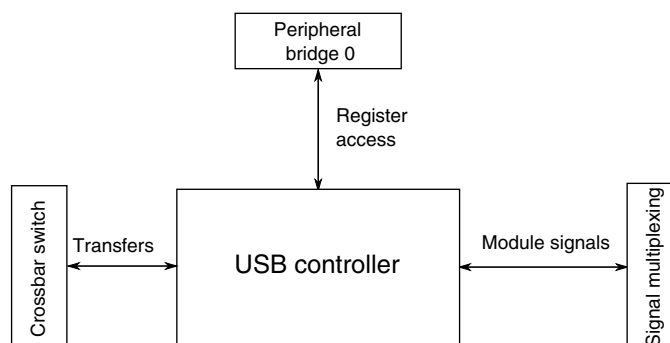 Peripheral
bridge 0
Register
access
Crossbar switch
Transfers
USB controller
Module signals
Signal multiplexing